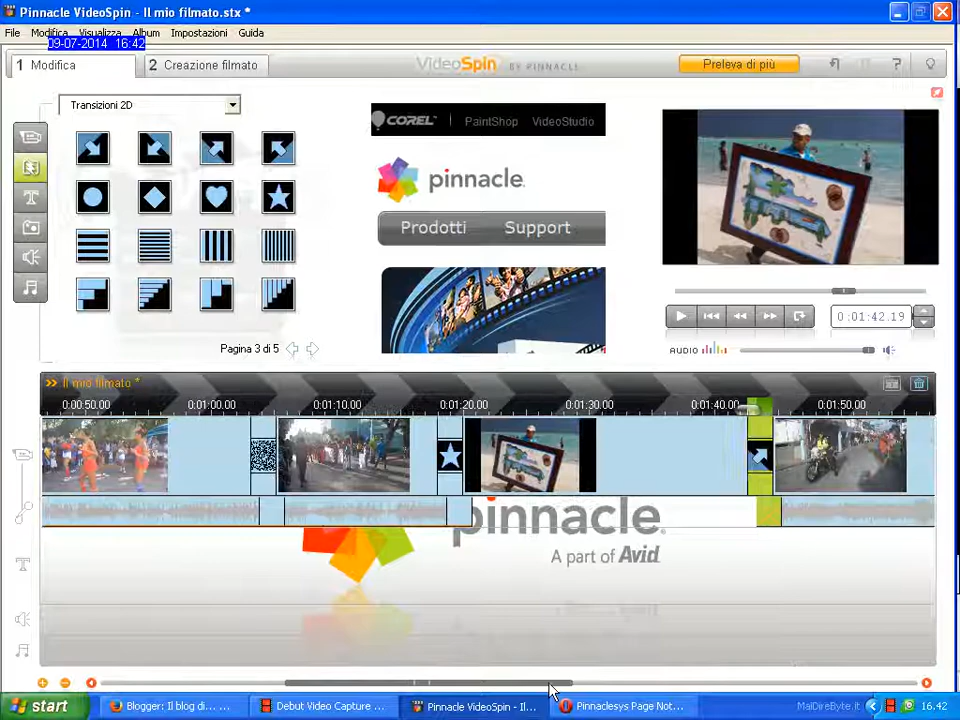 Pinnacle VideoSpin - Il mio filmato.stx *
File Modifica Visualizza Album Impostazioni Guida
09-07-2014 16:42
1 Modifica
2 Creazione filmato
VideoSpin BY PINNACLE
Preleva di più
Transizioni 2D
COREL PaintShop VideoStudio
pinnacle
Prodotti Support
0:01:42.19
Pagina 3 di 5
AUDIO
Il mio filmato *
0:00:50.00 0:01:00.00 0:01:10.00 0:01:20.00 0:01:30.00 0:01:40.00 0:01:50.00
pinnacle
A part of Avid
start
Blogger: Il blog di...
Debut Video Capture ...
Pinnacle VideoSpin - Il...
Pinnaclesys Page Not...
MalDireByte.it
16.42